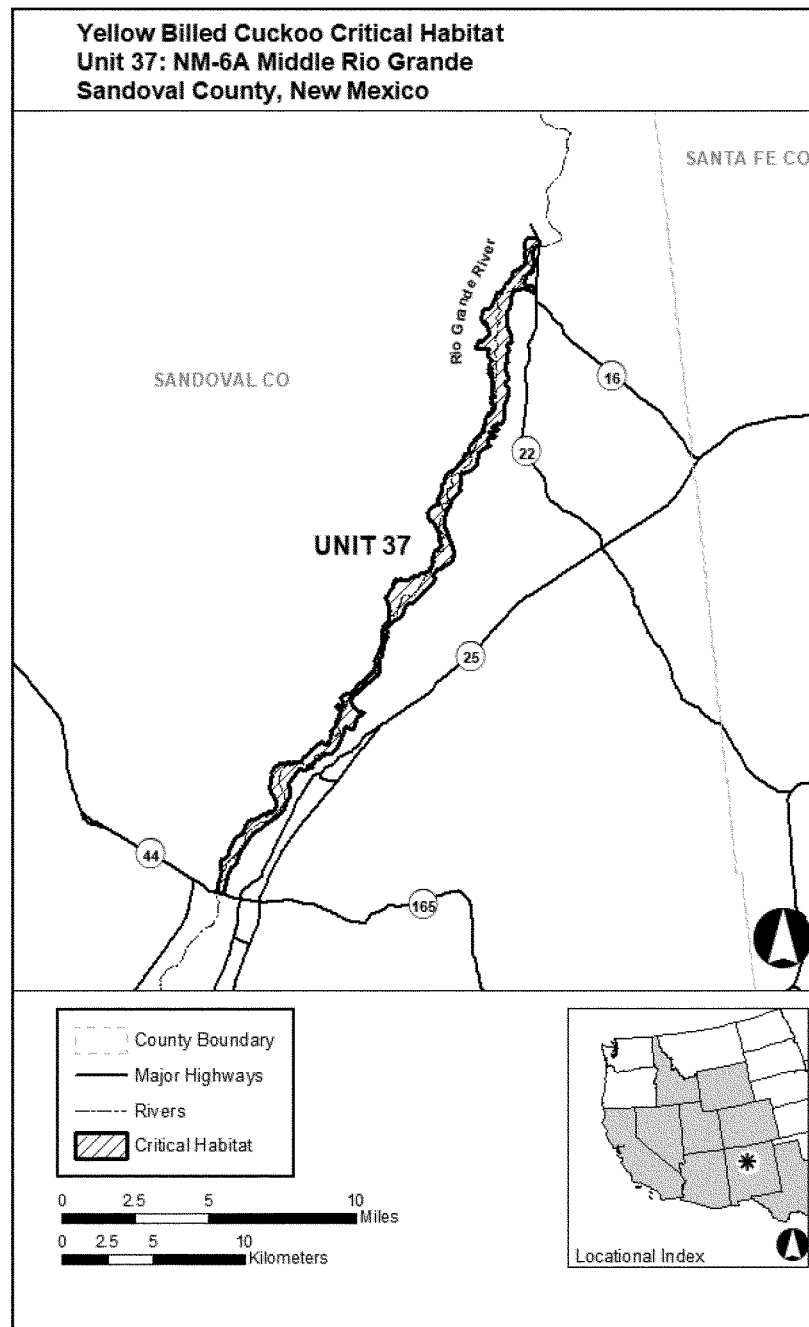 Yellow Billed Cuckoo Critical Habitat
Unit 37: NM-6A Middle Rio Grande
Sandoval County, New Mexico
SANTA FE CO
Rio Grande River
SANDOVAL CO
16
22
UNIT 37
25
44
165
County Boundary
Major Highways
Rivers
Critical Habitat
0 2.5 5 10
Miles
0 2.5 5 10
Kilometers
Locational Index